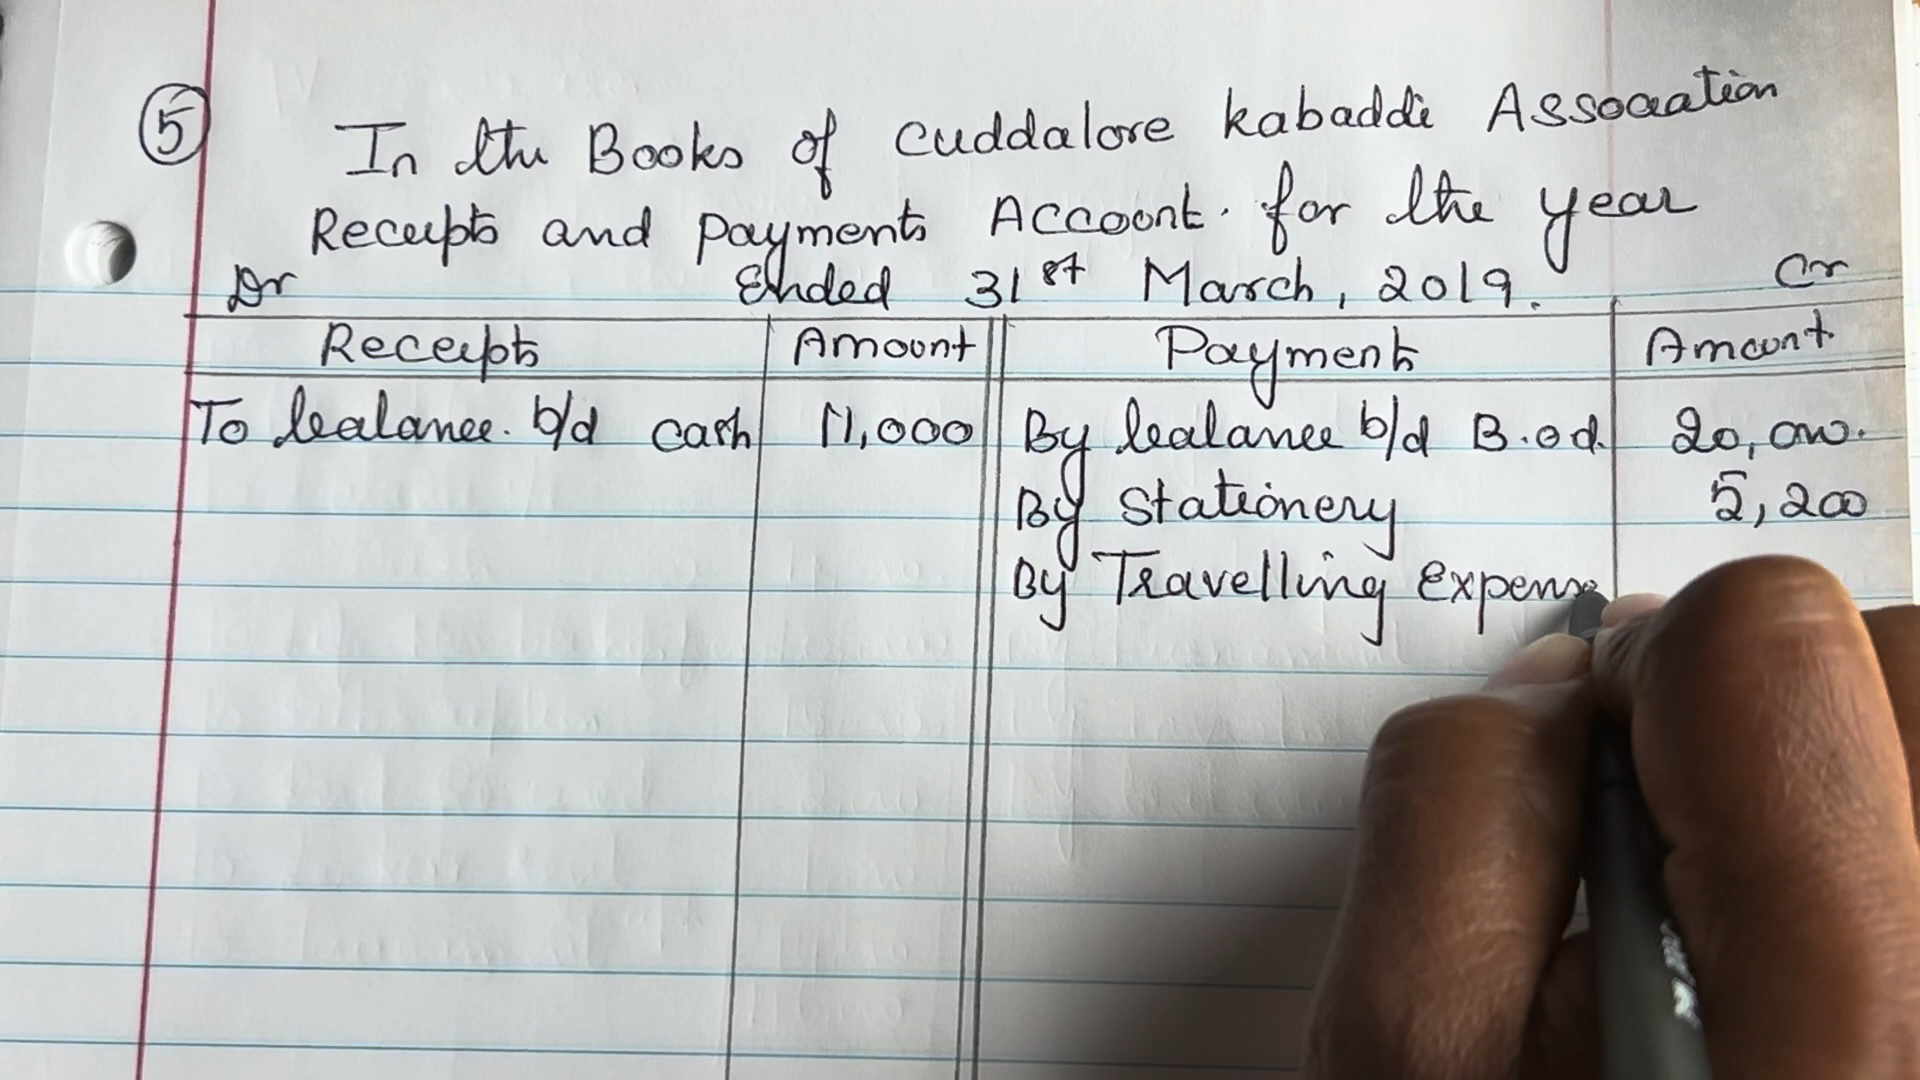 5
In the Books of Cuddalore kabaddi Association
Receipts and Payments Account. for the year
Dr Ended 31st March, 2019. Cr
Receipts Amount Payments Amount
To balance. b/d cash 11,000 By balance b/d B.od. 20,000.
By Stationery 5,200
By Travelling Expense